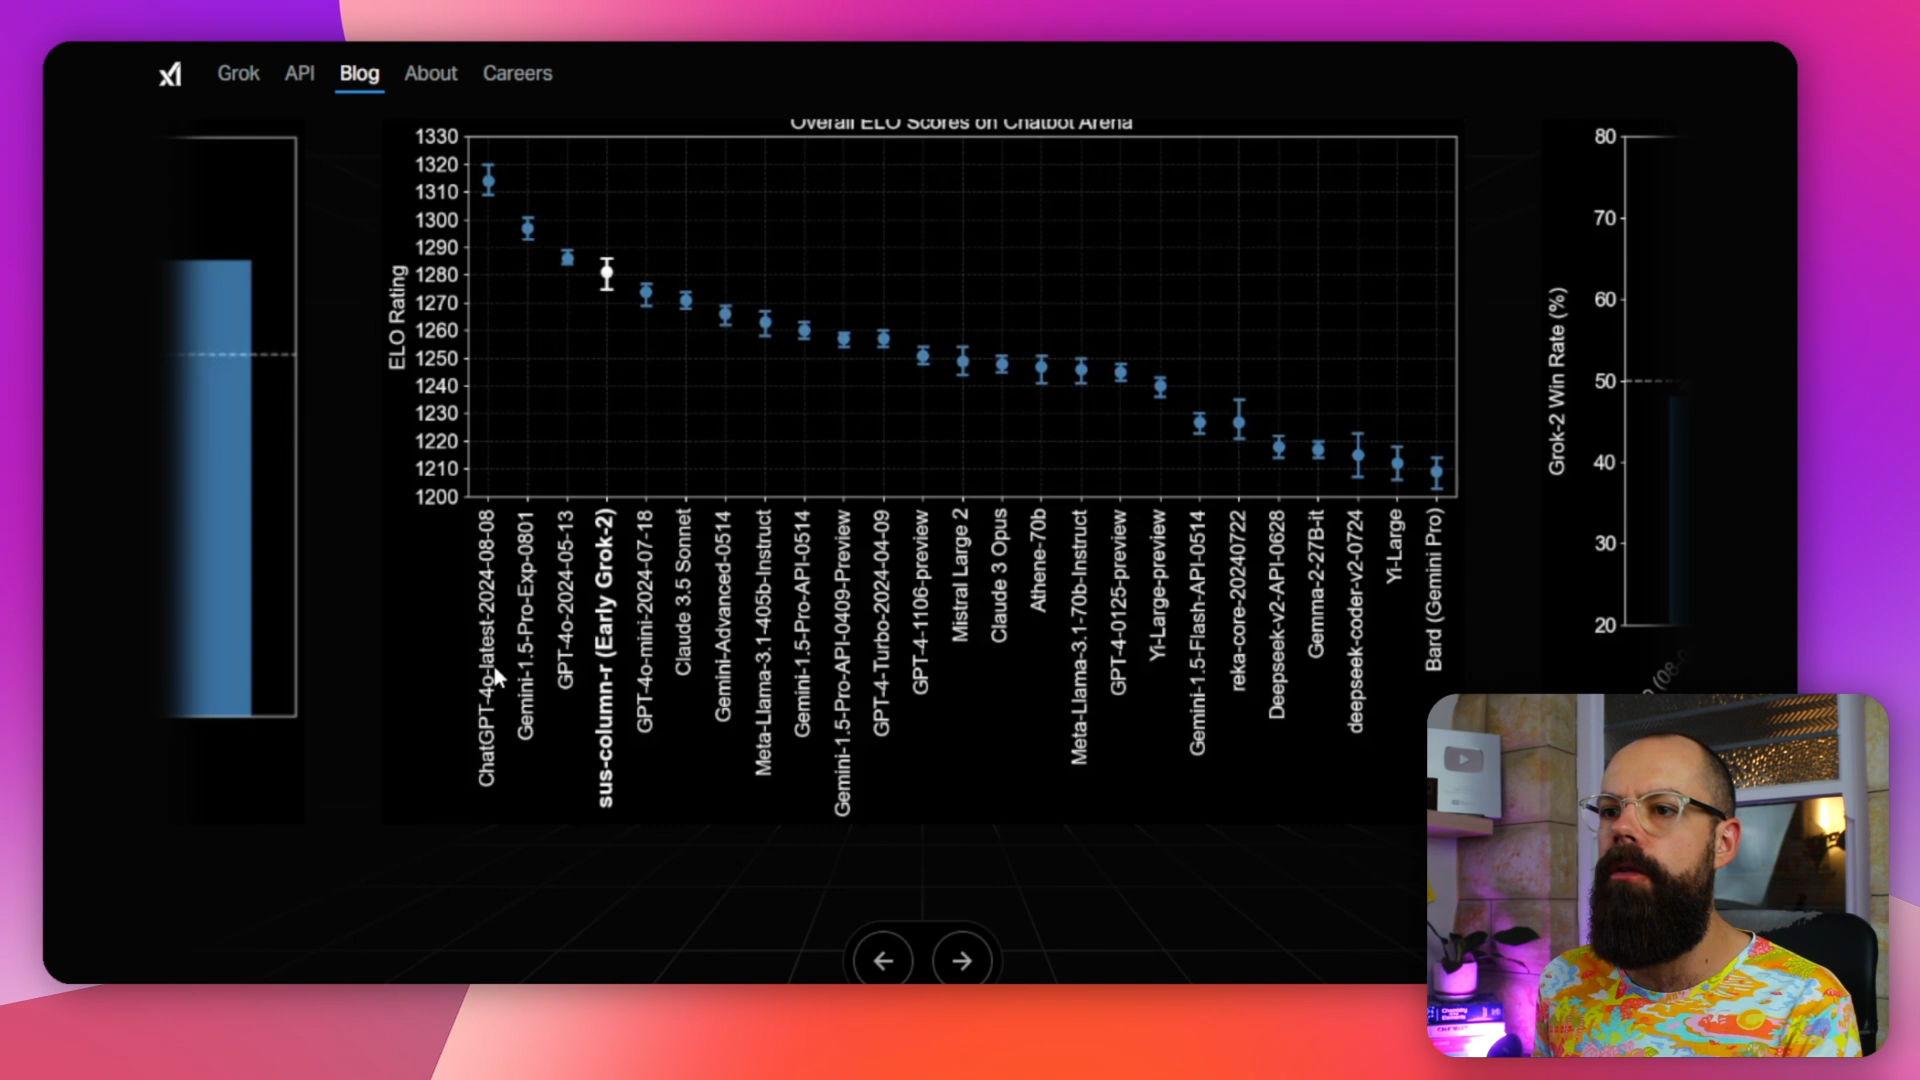 Grok API Blog About Careers
Overall ELO Scores on Chatbot Arena
ELO Rating
1330
1320
1310
1300
1290
1280
1270
1260
1250
1240
1230
1220
1210
1200
ChatGPT-4o-latest-2024-08-08
Gemini-1.5-Pro-Exp-0801
GPT-4o-2024-05-13
sus-column-r (Early Grok-2)
GPT-4o-mini-2024-07-18
Claude 3.5 Sonnet
Gemini-Advanced-0514
Meta-Llama-3.1-405b-Instruct
Gemini-1.5-Pro-API-0514
Gemini-1.5-Pro-API-0409-Preview
GPT-4-Turbo-2024-04-09
GPT-4-1106-preview
Mistral Large 2
Claude 3 Opus
Athene-70b
Meta-Llama-3.1-70b-Instruct
GPT-4-0125-preview
Yi-Large-preview
Gemini-1.5-Flash-API-0514
reka-core-20240722
Deepseek-v2-API-0628
Gemma-2-27B-it
deepseek-coder-v2-0724
Yi-Large
Bard (Gemini Pro)
Grok-2 Win Rate (%)
80
70
60
50
40
30
20